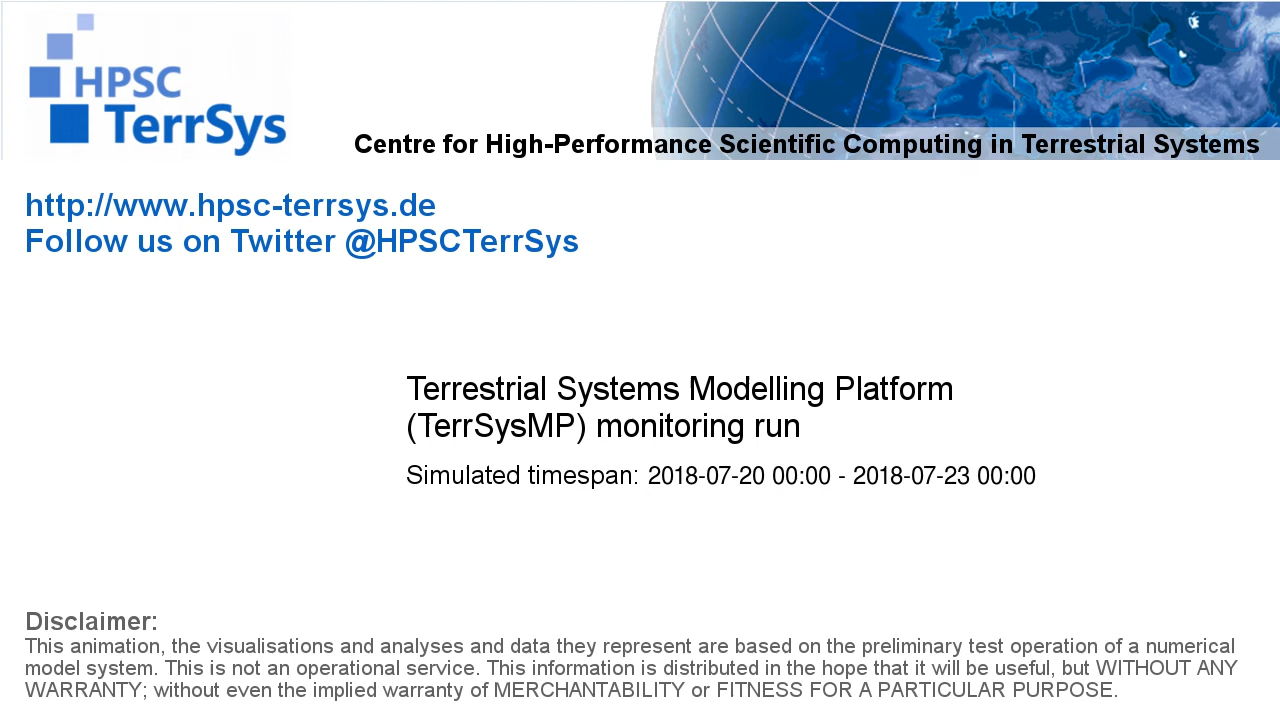 HPSC
TerrSys
Centre for High-Performance Scientific Computing in Terrestrial Systems
http://www.hpsc-terrsys.de
Follow us on Twitter @HPSCTerrSys
Terrestrial Systems Modelling Platform
(TerrSysMP) monitoring run
Simulated timespan: 2018-07-20 00:00 - 2018-07-23 00:00
Disclaimer:
This animation, the visualisations and analyses and data they represent are based on the preliminary test operation of a numerical
model system. This is not an operational service. This information is distributed in the hope that it will be useful, but WITHOUT ANY
WARRANTY; without even the implied warranty of MERCHANTABILITY or FITNESS FOR A PARTICULAR PURPOSE.